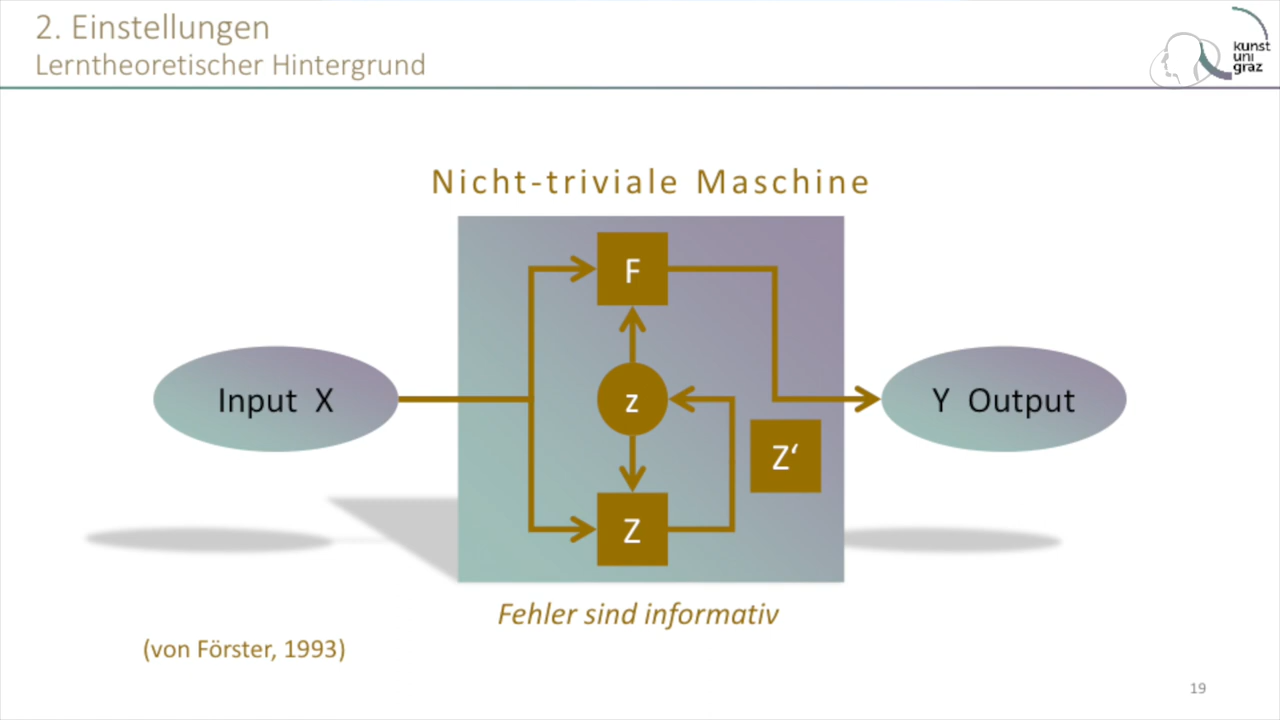 2. Einstellungen
Lerntheoretischer Hintergrund
kunst
uni
graz
Nicht-triviale Maschine
F
Input X
z
Y Output
Z‘
Z
Fehler sind informativ
(von Förster, 1993)
19